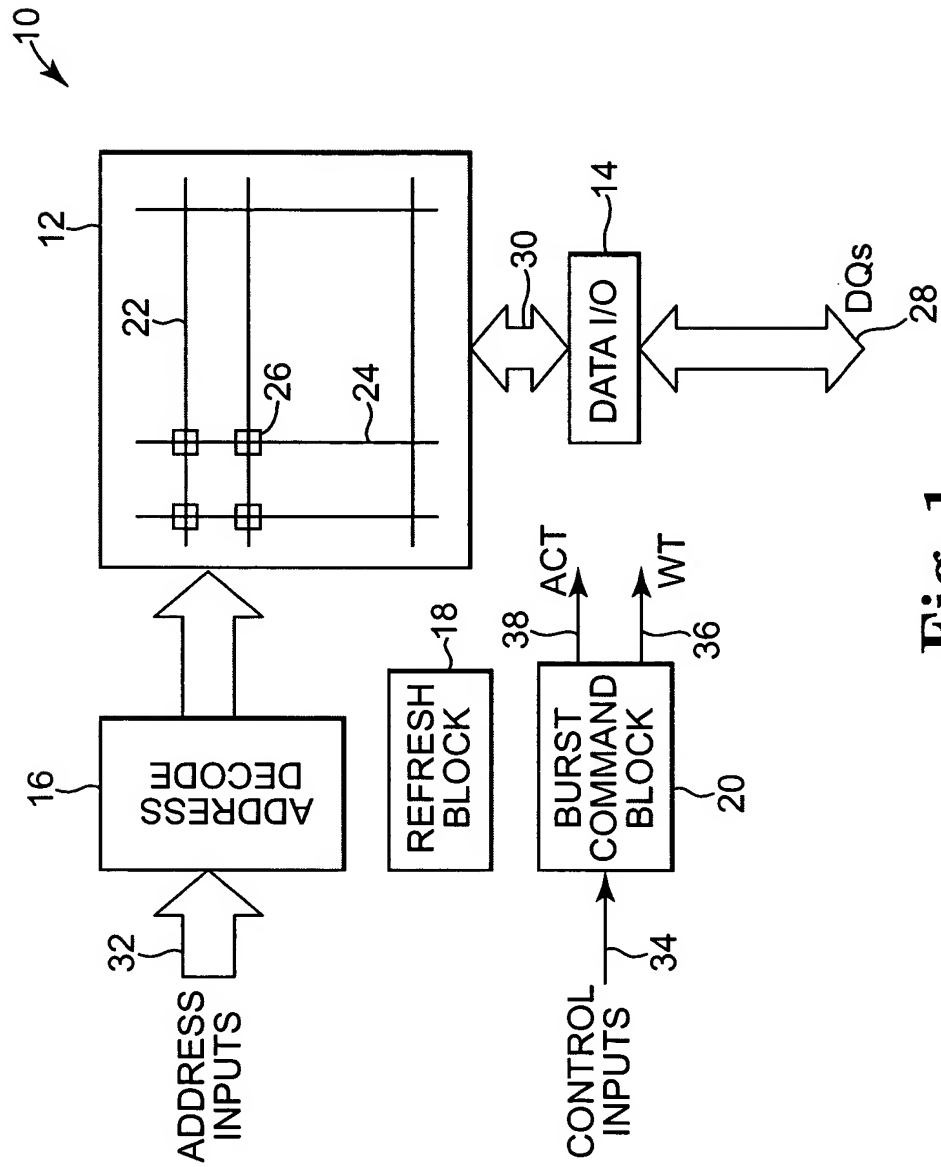 10
12
22
26
24
16
ADDRESS
DECODE
32
ADDRESS
INPUTS
30
14
DATA I/O
DQs
28
18
REFRESH
BLOCK
BURST
COMMAND
BLOCK
20
38
ACT
36
WT
34
CONTROL
INPUTS
Fig. 1